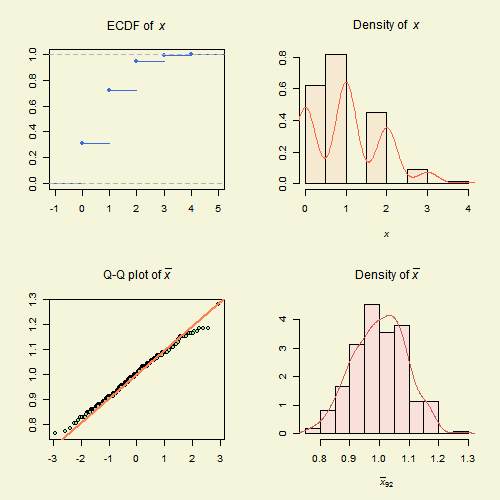 ECDF of x
Density of x
0.0 0.2 0.4 0.6 0.8 1.0
-1 0 1 2 3 4 5
0.0 0.2 0.4 0.6 0.8
0 1 2 3 4
x
Q-Q plot of x̅
Density of x̅
0.8 0.9 1.0 1.1 1.2 1.3
-3 -2 -1 0 1 2 3
0 1 2 3 4
0.8 0.9 1.0 1.1 1.2 1.3
x̅92